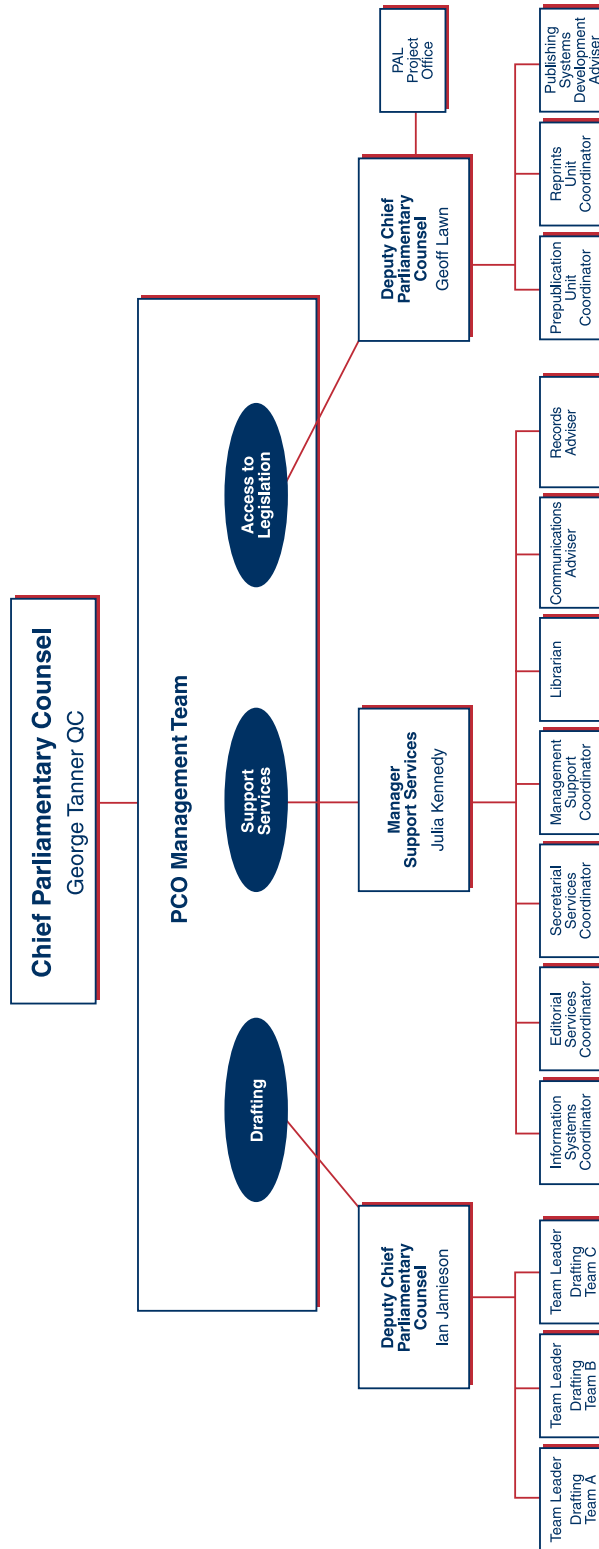 Chief Parliamentary Counsel
George Tanner QC
PCO Management Team
Drafting
Support
Services
Access to
Legislation
Deputy Chief
Parliamentary
Counsel
Ian Jamieson
Manager
Support Services
Julia Kennedy
Deputy Chief
Parliamentary
Counsel
Geoff Lawn
PAL
Project
Office
Team Leader
Drafting
Team A
Team Leader
Drafting
Team B
Team Leader
Drafting
Team C
Information
Systems
Coordinator
Editorial
Services
Coordinator
Secretarial
Services
Coordinator
Management
Support
Coordinator
Librarian
Communications
Adviser
Records
Adviser
Prepublication
Unit
Coordinator
Reprints
Unit
Coordinator
Publishing
Systems
Development
Adviser